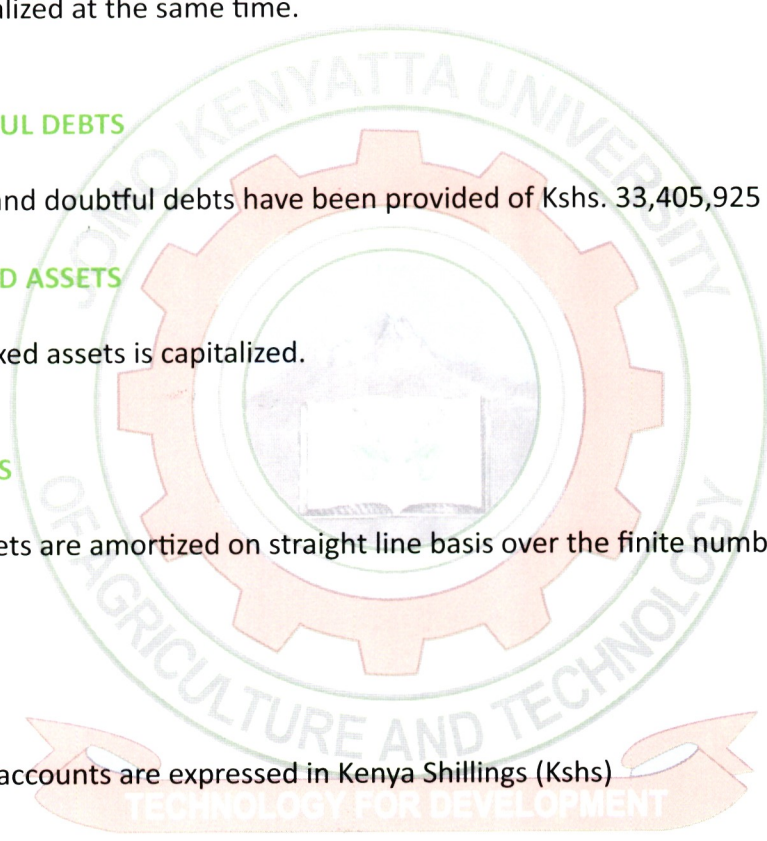 alized at the same time.
UL DEBTS
and doubtful debts have been provided of Kshs. 33,405,925
D ASSETS
xed assets is capitalized.
S
ets are amortized on straight line basis over the finite numb
accounts are expressed in Kenya Shillings (Kshs)
JOMO KENYATTA UNIVERSITY
OF AGRICULTURE AND TECHNOLOGY
TECHNOLOGY FOR DEVELOPMENT